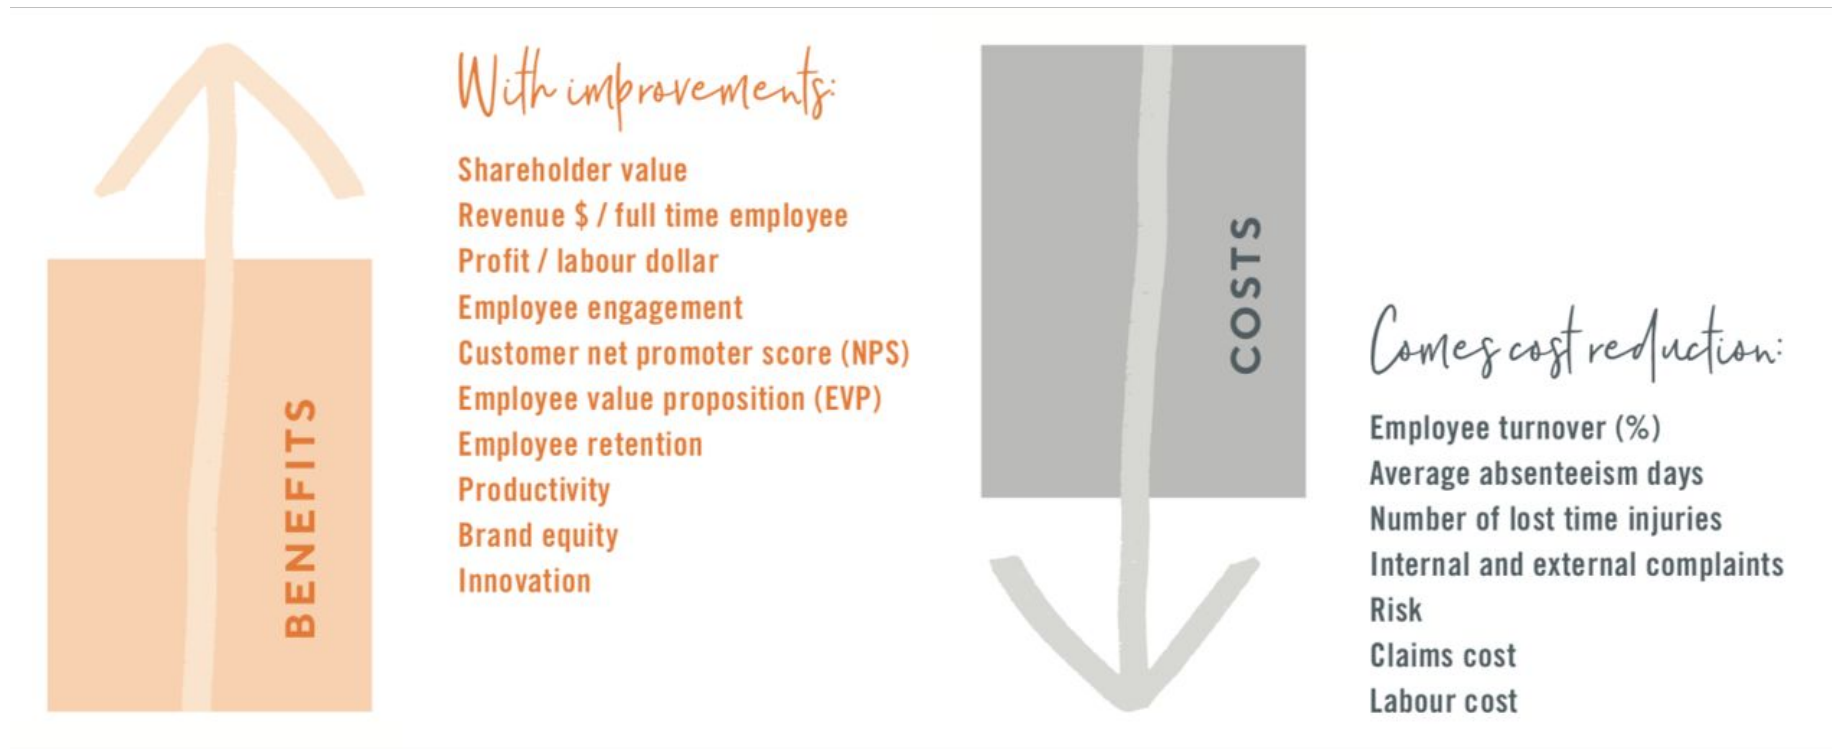 BENEFITS
With improvements:
Shareholder value
Revenue $ / full time employee
Profit / labour dollar
Employee engagement
Customer net promoter score (NPS)
Employee value proposition (EVP)
Employee retention
Productivity
Brand equity
Innovation
COSTS
Comes cost reduction:
Employee turnover (%)
Average absenteeism days
Number of lost time injuries
Internal and external complaints
Risk
Claims cost
Labour cost